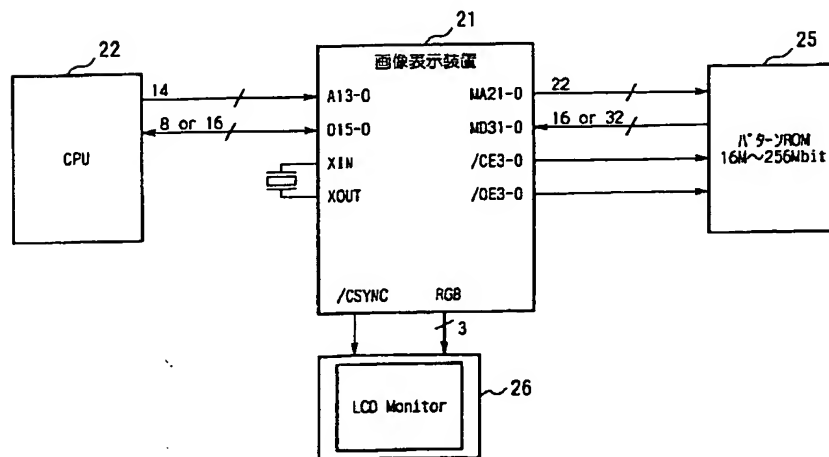 21
22
25
画像表示装置
14
A13-0
MA21-0
22
8 or 16
D15-0
MD31-0
16 or 32
CPU
XIN
/CE3-0
パターンROM
16M〜256Mbit
XOUT
/OE3-0
/CSYNC
RGB
3
LCD Monitor
26